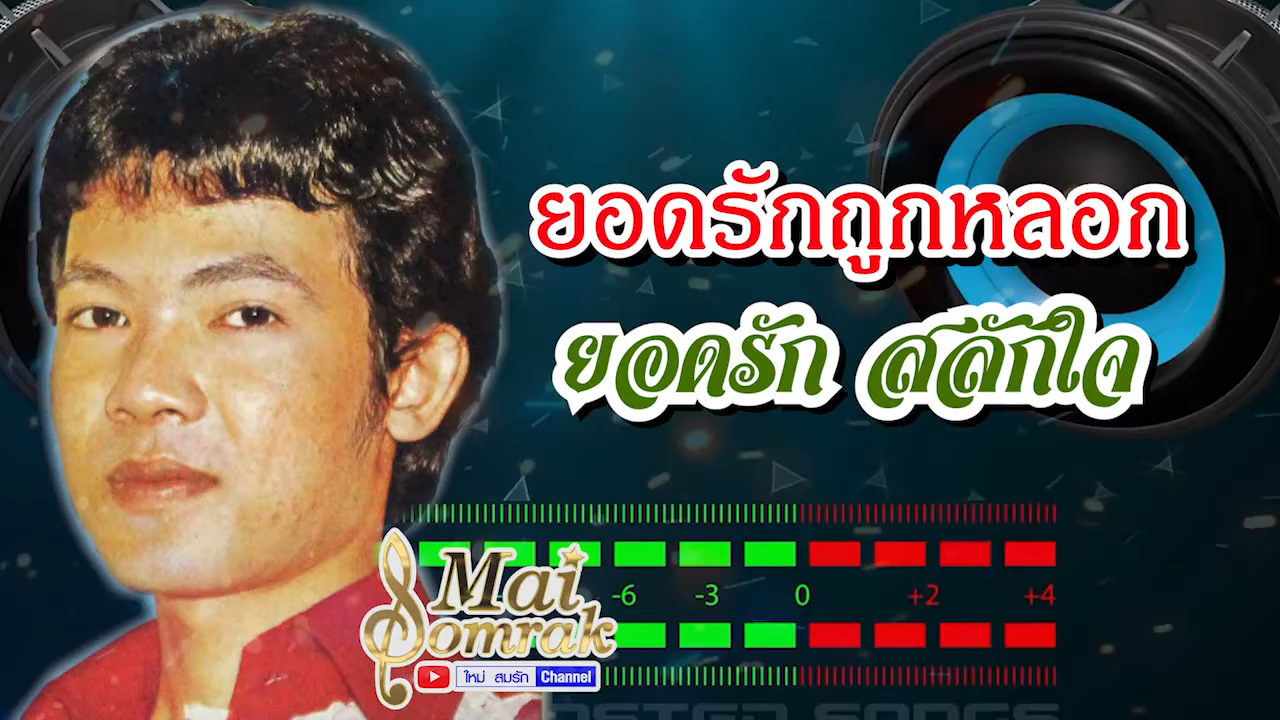 ยอดรักถูกหลอก
ยอดรัก สลักใจ
-6 -3 0 +2 +4
Mai
Somrak
ใหม่ สมรัก Channel